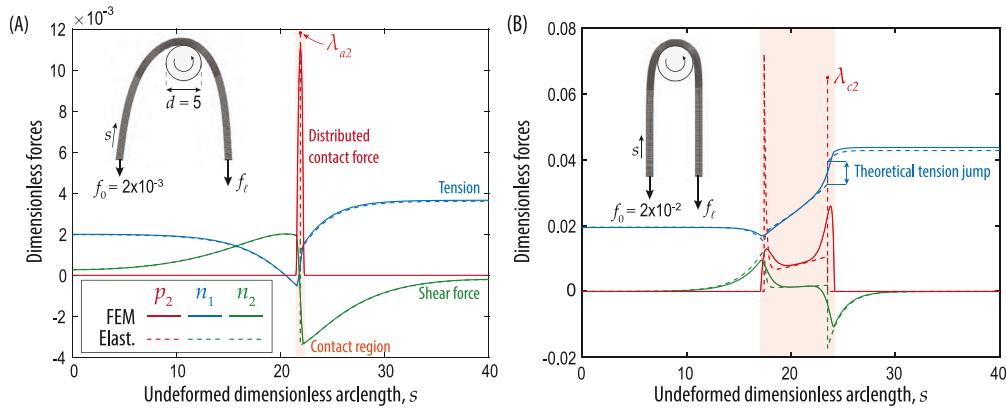 (A)
12 ×10⁻³
10
8
6
4
2
0
-2
-4
Dimensionless forces
λₐ₂
d = 5
s
f₀ = 2x10⁻³
f_ℓ
Distributed
contact force
Tension
Shear force
Contact region
p₂ n₁ n₂
FEM
Elast.
0 10 20 30 40
Undeformed dimensionless arclength, s
(B)
0.08
0.06
0.04
0.02
0
-0.02
Dimensionless forces
λ_c₂
s
f₀ = 2x10⁻²
f_ℓ
Theoretical tension jump
0 10 20 30 40
Undeformed dimensionless arclength, s